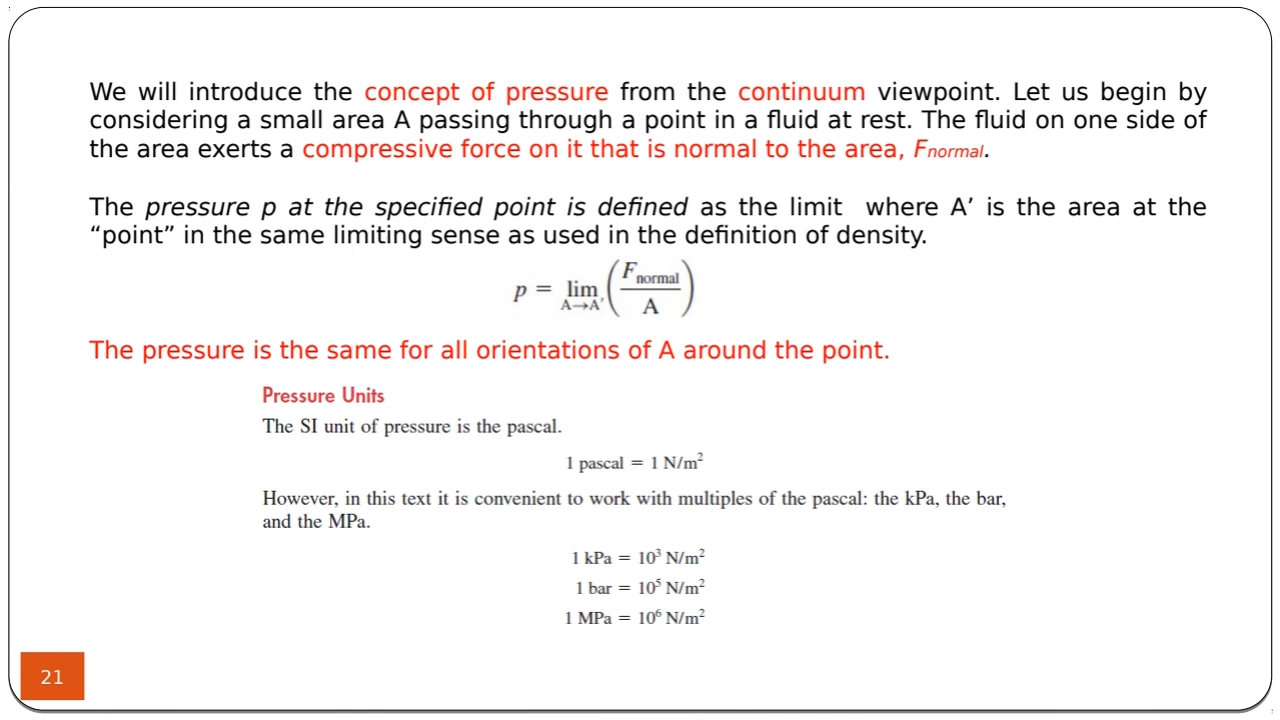 We will introduce the concept of pressure from the continuum viewpoint. Let us begin by
considering a small area A passing through a point in a fluid at rest. The fluid on one side of
the area exerts a compressive force on it that is normal to the area, Fnormal.
The pressure p at the specified point is defined as the limit  where A’ is the area at the
“point” in the same limiting sense as used in the definition of density.
p = lim A→A′ (F normal / A)
The pressure is the same for all orientations of A around the point.
Pressure Units
The SI unit of pressure is the pascal.
1 pascal = 1 N/m²
However, in this text it is convenient to work with multiples of the pascal: the kPa, the bar,
and the MPa.
1 kPa = 10³ N/m²
1 bar = 10⁵ N/m²
1 MPa = 10⁶ N/m²
21